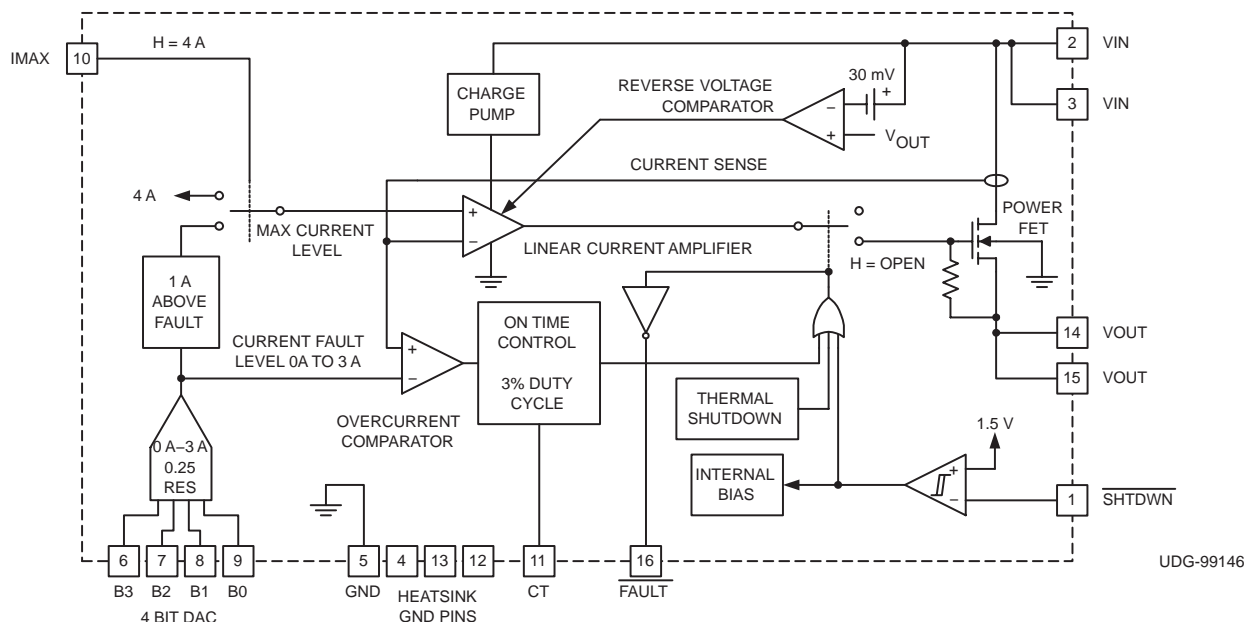 H = 4 A
IMAX
10
2
VIN
30 mV
+
CHARGE
PUMP
REVERSE VOLTAGE
COMPARATOR
−
+
VOUT
3
VIN
CURRENT SENSE
4 A
MAX CURRENT
LEVEL
+
−
LINEAR CURRENT AMPLIFIER
POWER
FET
H = OPEN
1 A
ABOVE
FAULT
CURRENT FAULT
LEVEL 0A TO 3 A
+
−
OVERCURRENT
COMPARATOR
ON TIME
CONTROL
3% DUTY
CYCLE
14
VOUT
15
VOUT
THERMAL
SHUTDOWN
1.5 V
0 A–3 A
0.25
RES
INTERNAL
BIAS
+
−
1
SHTDWN
6
7
8
9
5
4
13
12
11
16
B3
B2
B1
B0
GND
HEATSINK
GND PINS
CT
FAULT
4 BIT DAC
UDG-99146